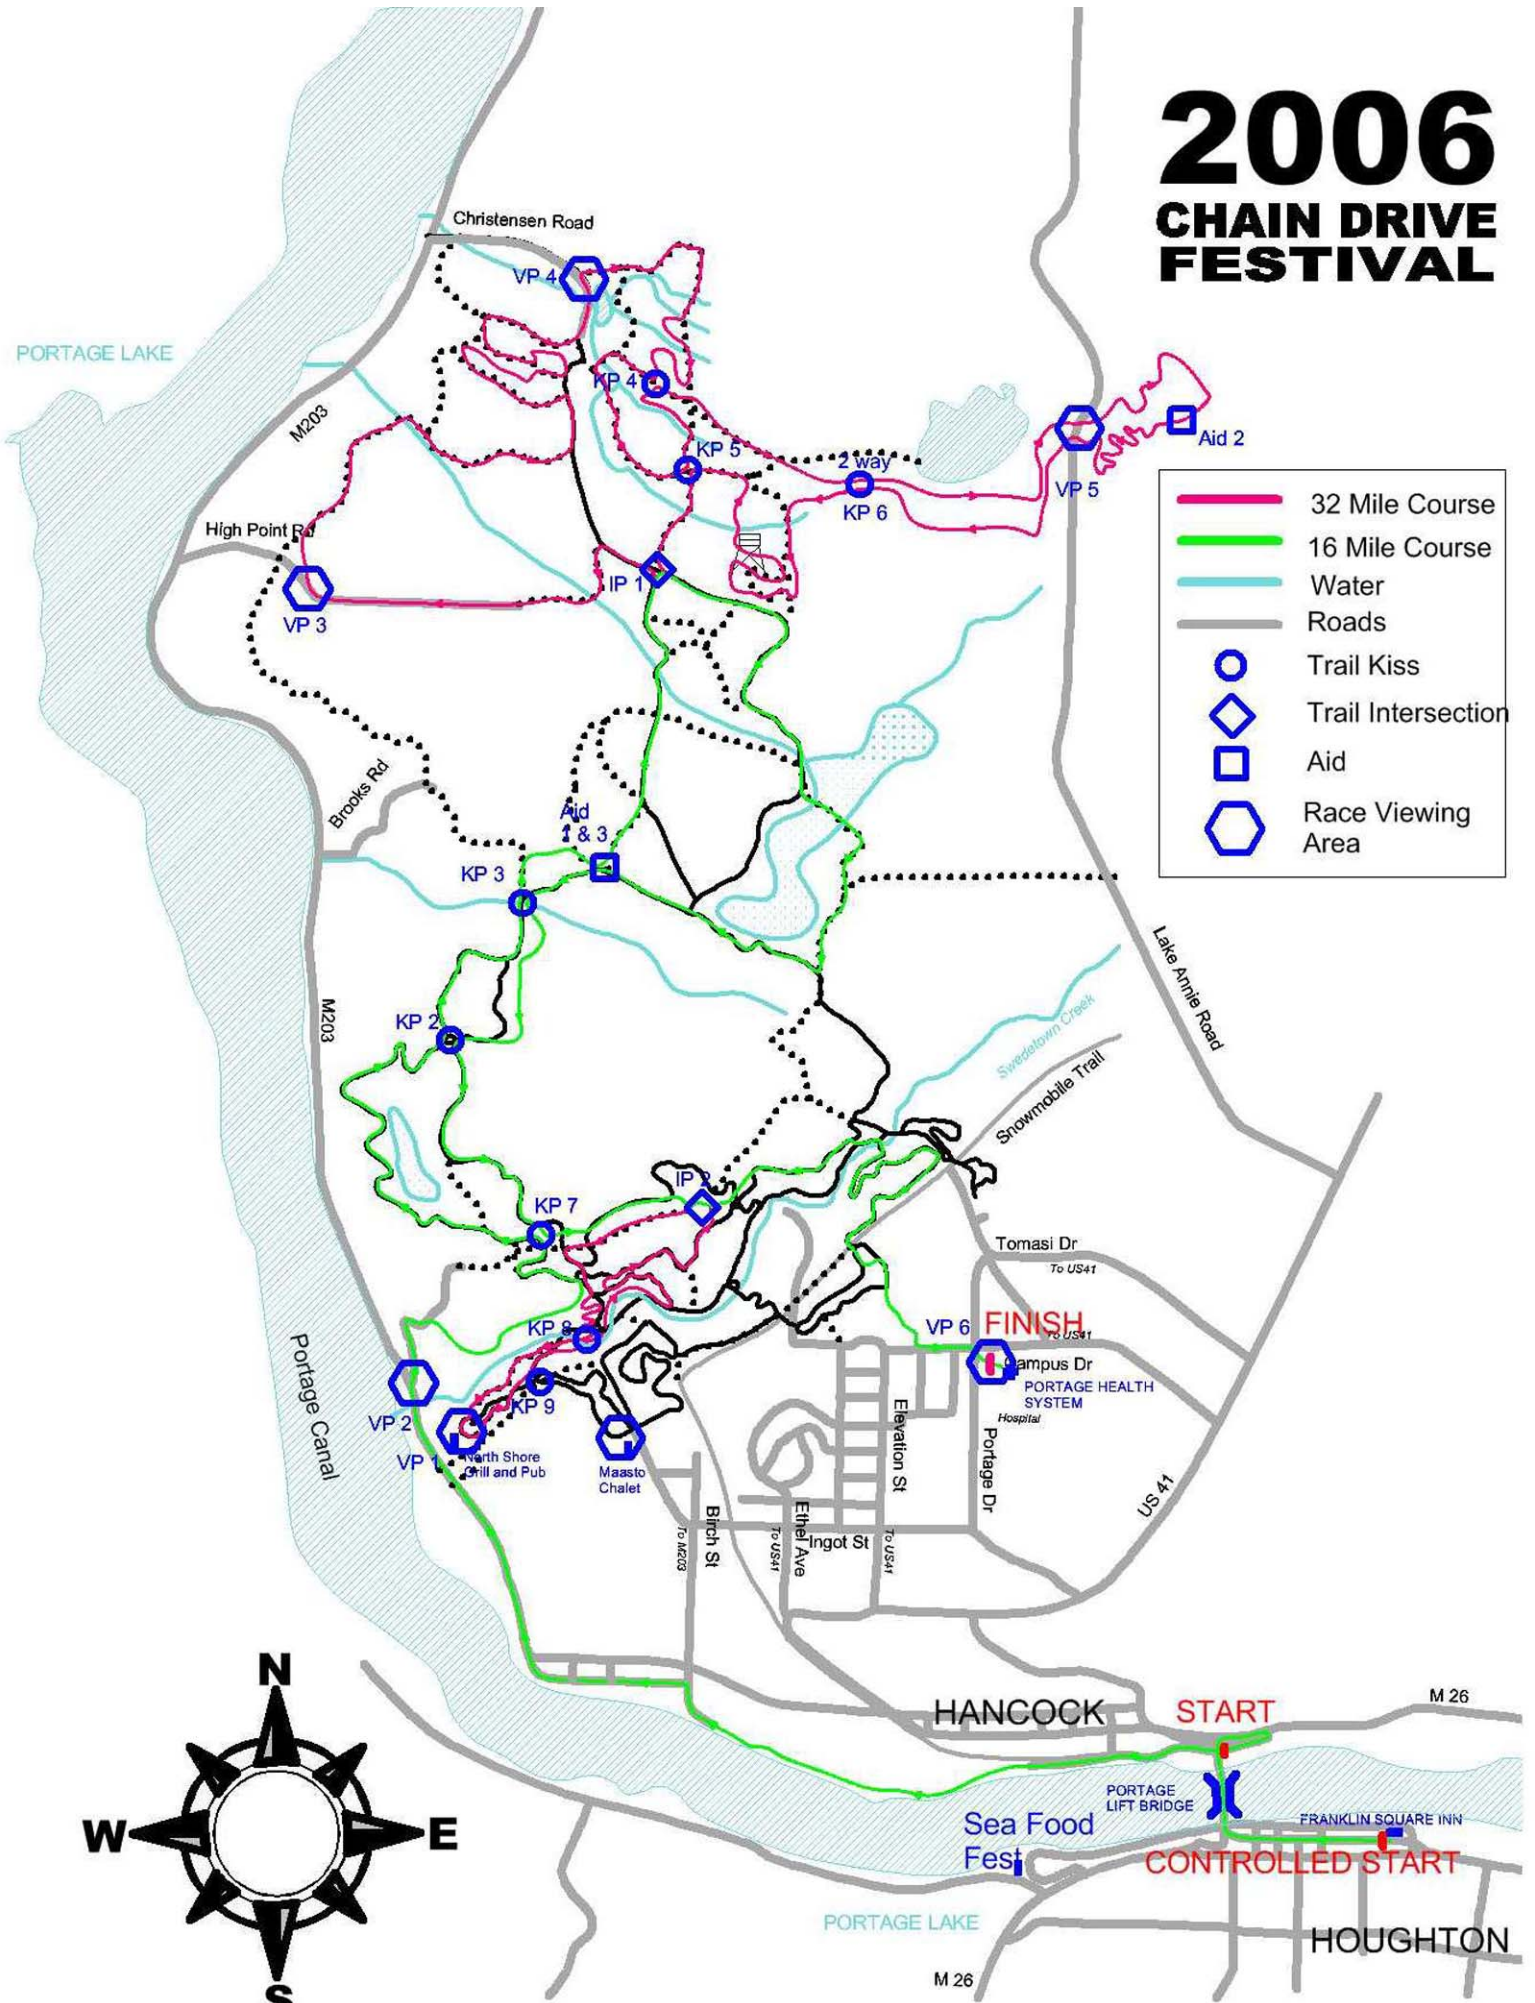 2006
CHAIN DRIVE
FESTIVAL
Christensen Road
VP 4
PORTAGE LAKE
KP 4
M203
KP 5
2 way
KP 6
VP 5
Aid 2
32 Mile Course
16 Mile Course
Water
Roads
Trail Kiss
Trail Intersection
Aid
Race Viewing
Area
High Point Rd
IP 1
VP 3
Brooks Rd
Aid
1 & 3
KP 3
Lake Annie Road
M203
KP 2
Swedetown Creek
Snowmobile Trail
IP 2
KP 7
Tomasi Dr
To US41
KP 8
VP 6
FINISH
To US41
Campus Dr
PORTAGE HEALTH
SYSTEM
Hospital
Portage Canal
VP 2
KP 9
VP 1
North Shore
Grill and Pub
Maasto
Chalet
Elevation St
Portage Dr
US 41
Birch St
To M203
Ethel Ave
To US41
Ingot St
To US41
N
W
E
S
HANCOCK
START
M 26
PORTAGE
LIFT BRIDGE
FRANKLIN SQUARE INN
Sea Food
Fest
CONTROLLED START
PORTAGE LAKE
HOUGHTON
M 26